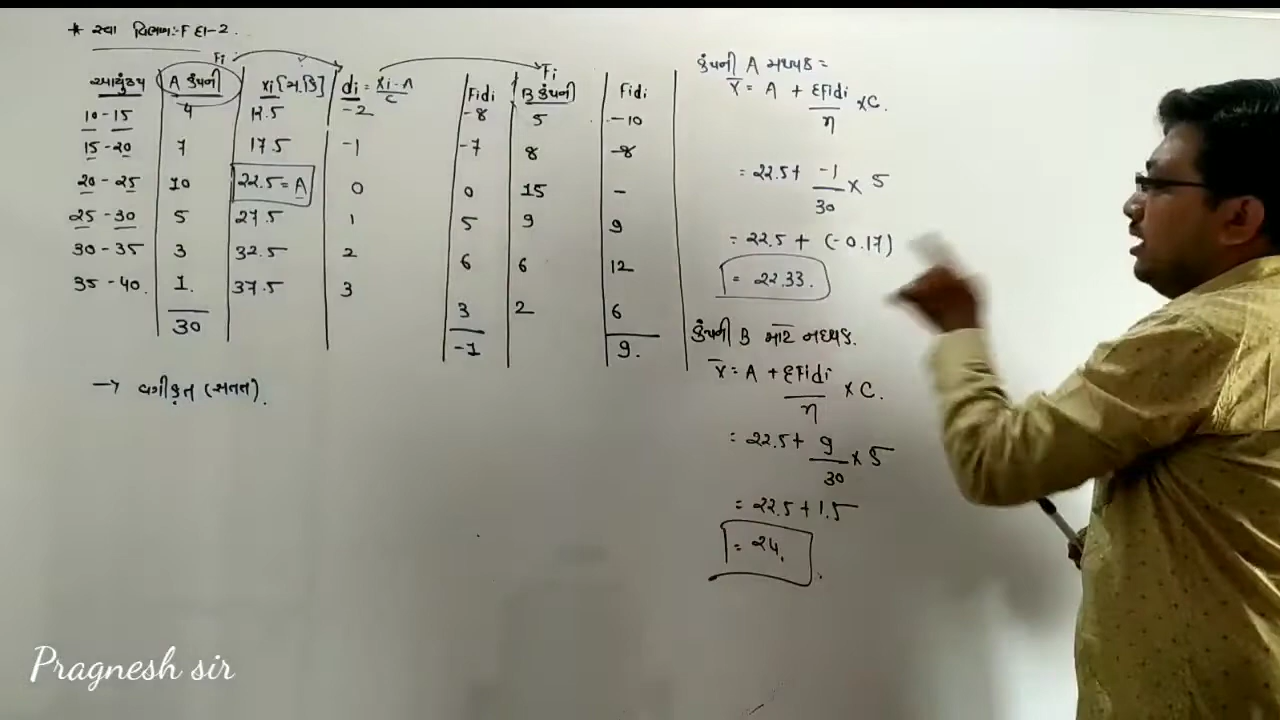 * સ્વા વિભાગ:F દા-2.
Fi Fi
આયુષ્ય A કંપની xi [મ.કિં] di = xi - A / c Fidi B કંપની Fidi
10 - 15 4 12.5 -2 -8 5 -10
15 - 20 7 17.5 -1 -7 8 -8
20 - 25 10 22.5 = A 0 0 15 -
25 - 30 5 27.5 1 5 9 9
30 - 35 3 32.5 2 6 6 12
35 - 40. 1. 37.5 3 3 2 6
30 -1 9.
→ વર્ગીકૃત (સતત).
કંપની A મધ્યક =
x̄ = A + Σfidi / n × C.
= 22.5 + -1 / 30 × 5
= 22.5 + (-0.17)
= 22.33.
કંપની B માટે મધ્યક.
x̄ = A + Σfidi / n × C.
= 22.5 + 9 / 30 × 5
= 22.5 + 1.5
= 24.
Pragnesh sir